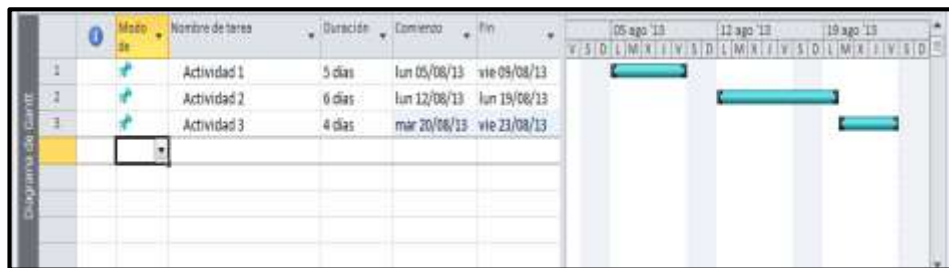 Modo de Nombre de tarea Duración Comienzo Fin 05 ago '13 12 ago '13 19 ago '13
V S D L M X J V S D L M X J V S D L M X J V S D
1 Actividad 1 5 días lun 05/08/13 vie 09/08/13
2 Actividad 2 6 días lun 12/08/13 lun 19/08/13
3 Actividad 3 4 días mar 20/08/13 vie 23/08/13
Diagrama de Gantt